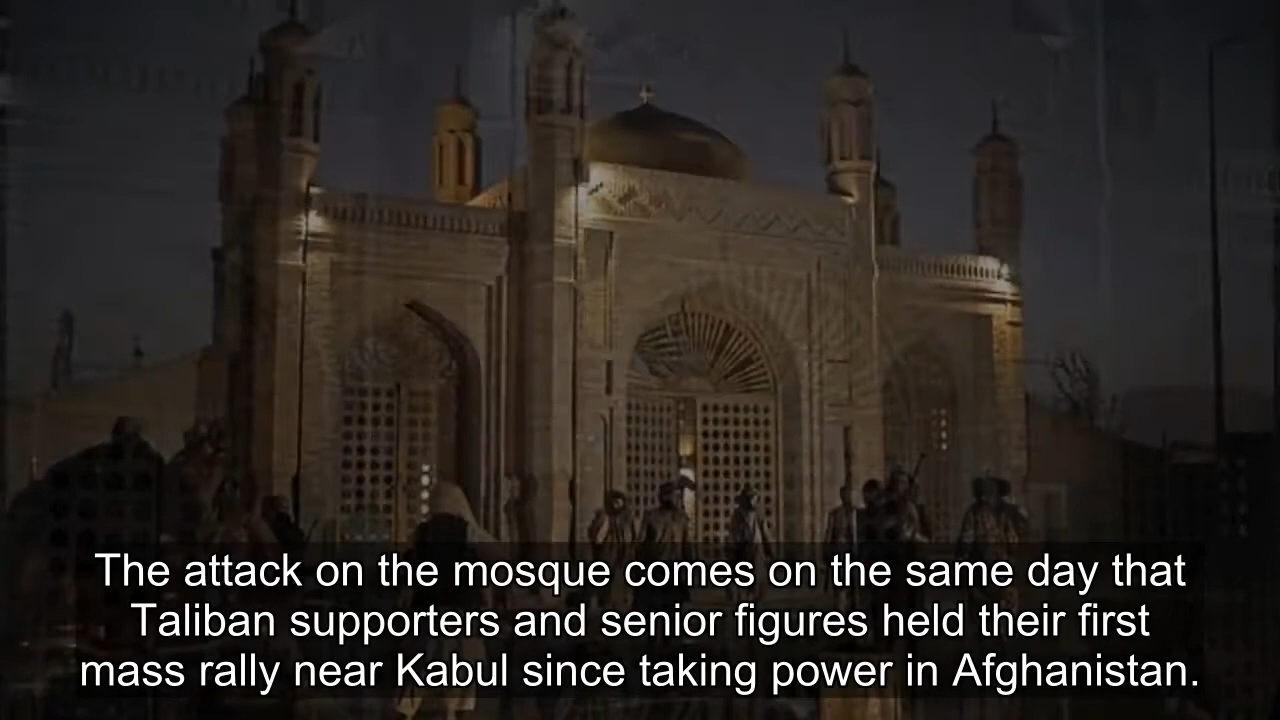 The attack on the mosque comes on the same day that
Taliban supporters and senior figures held their first
mass rally near Kabul since taking power in Afghanistan.